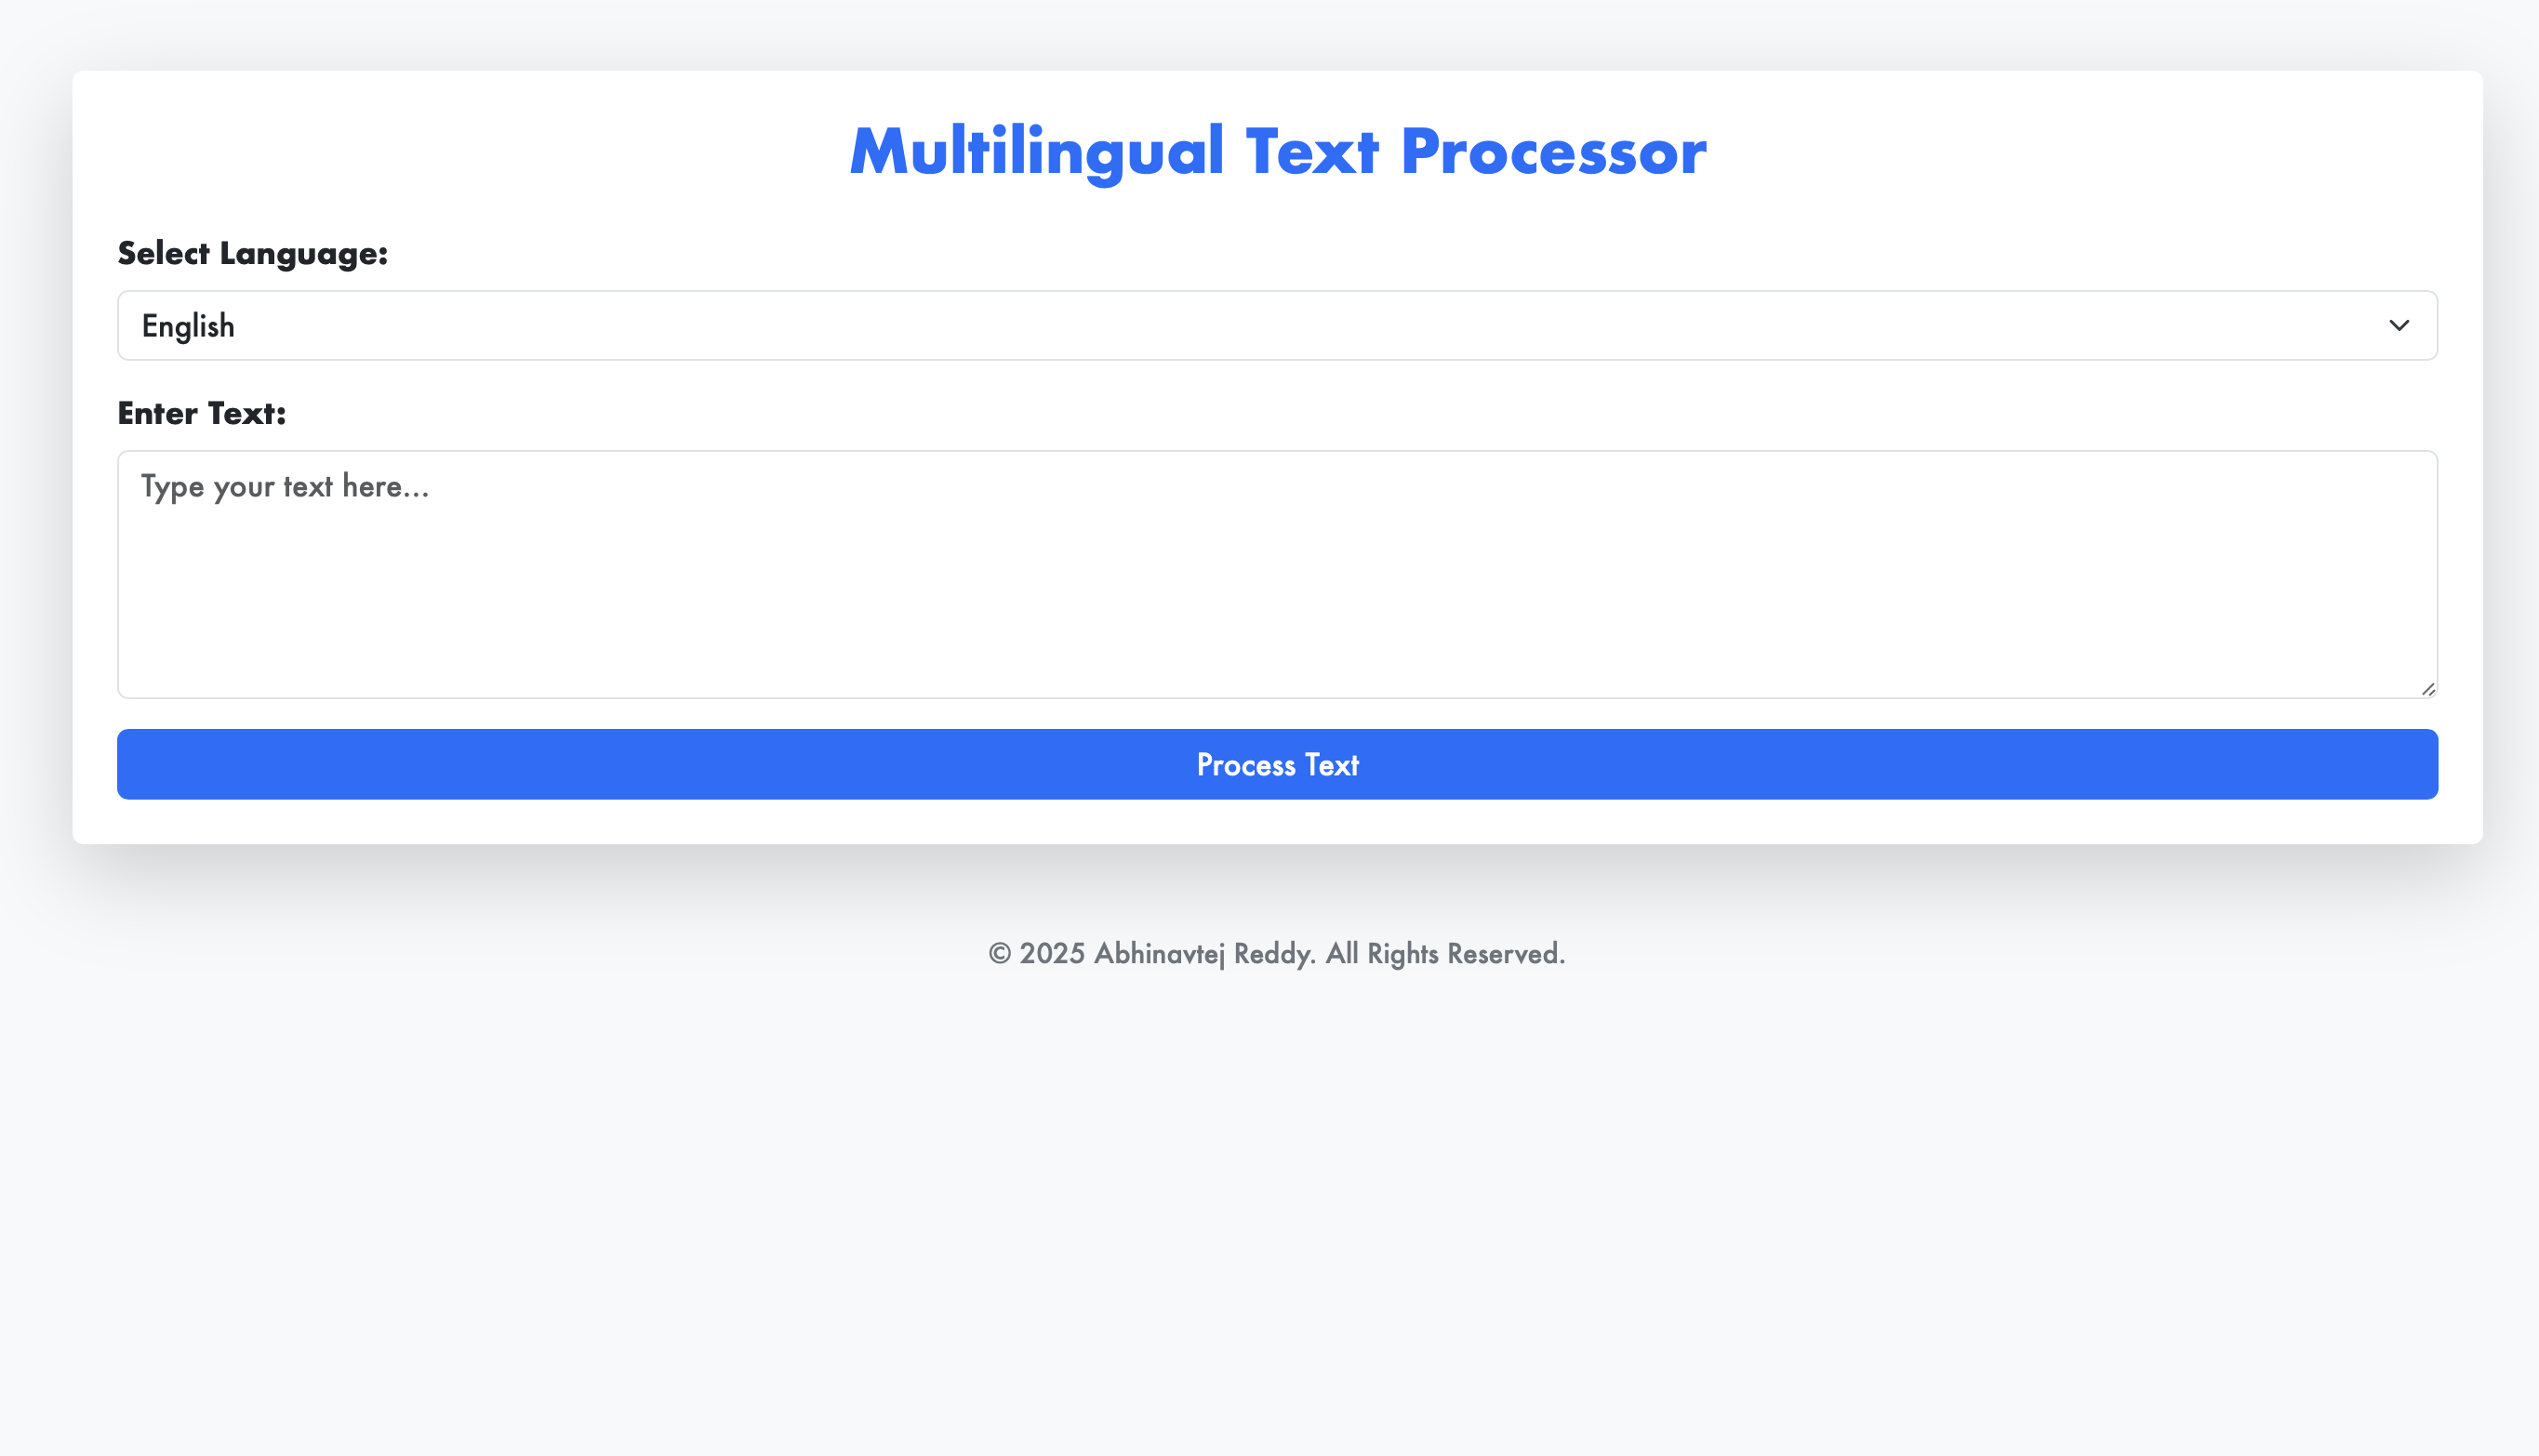 Multilingual Text Processor
Select Language:
English
Enter Text:
Type your text here...
Process Text
© 2025 Abhinavtej Reddy. All Rights Reserved.